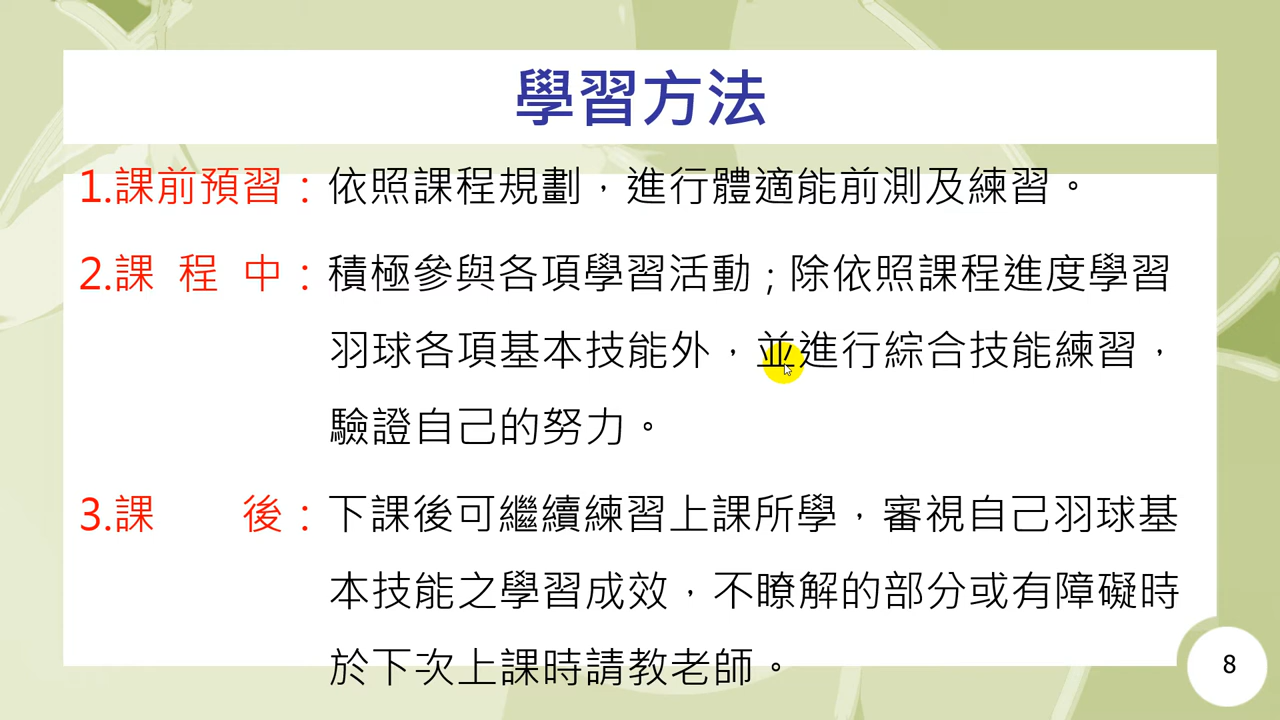 學習方法
1.課前預習：依照課程規劃，進行體適能前測及練習。
2.課 程 中：積極參與各項學習活動；除依照課程進度學習
羽球各項基本技能外，並進行綜合技能練習，
驗證自己的努力。
3.課 後：下課後可繼續練習上課所學，審視自己羽球基
本技能之學習成效，不瞭解的部分或有障礙時
於下次上課時請教老師。
8